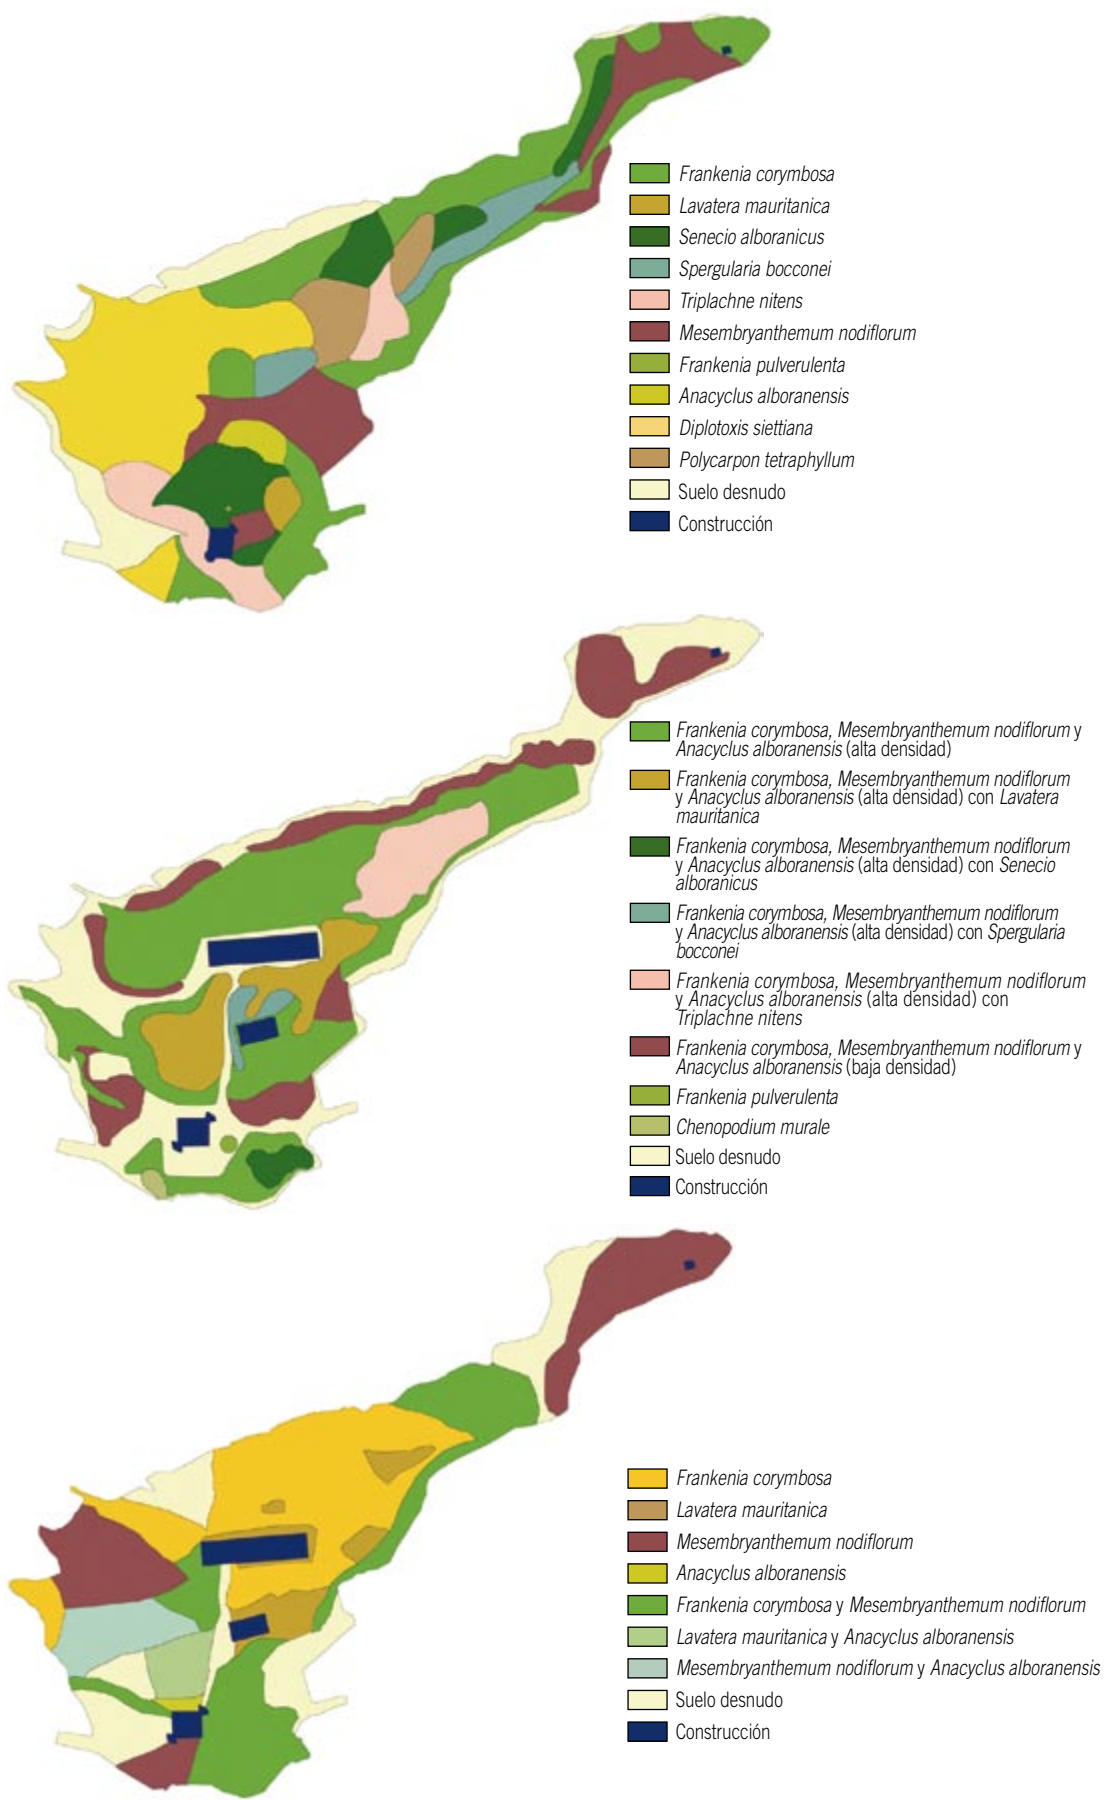 Frankenia corymbosa
Lavatera mauritanica
Senecio alboranicus
Spergularia bocconei
Triplachne nitens
Mesembryanthemum nodiflorum
Frankenia pulverulenta
Anacyclus alboranensis
Diplotoxis siettiana
Polycarpon tetraphyllum
Suelo desnudo
Construcción
Frankenia corymbosa, Mesembryanthemum nodiflorum y
Anacyclus alboranensis (alta densidad)
Frankenia corymbosa, Mesembryanthemum nodiflorum
y Anacyclus alboranensis (alta densidad) con Lavatera
mauritanica
Frankenia corymbosa, Mesembryanthemum nodiflorum
y Anacyclus alboranensis (alta densidad) con Senecio
alboranicus
Frankenia corymbosa, Mesembryanthemum nodiflorum
y Anacyclus alboranensis (alta densidad) con Spergularia
bocconei
Frankenia corymbosa, Mesembryanthemum nodiflorum
y Anacyclus alboranensis (alta densidad) con
Triplachne nitens
Frankenia corymbosa, Mesembryanthemum nodiflorum y
Anacyclus alboranensis (baja densidad)
Frankenia pulverulenta
Chenopodium murale
Suelo desnudo
Construcción
Frankenia corymbosa
Lavatera mauritanica
Mesembryanthemum nodiflorum
Anacyclus alboranensis
Frankenia corymbosa y Mesembryanthemum nodiflorum
Lavatera mauritanica y Anacyclus alboranensis
Mesembryanthemum nodiflorum y Anacyclus alboranensis
Suelo desnudo
Construcción